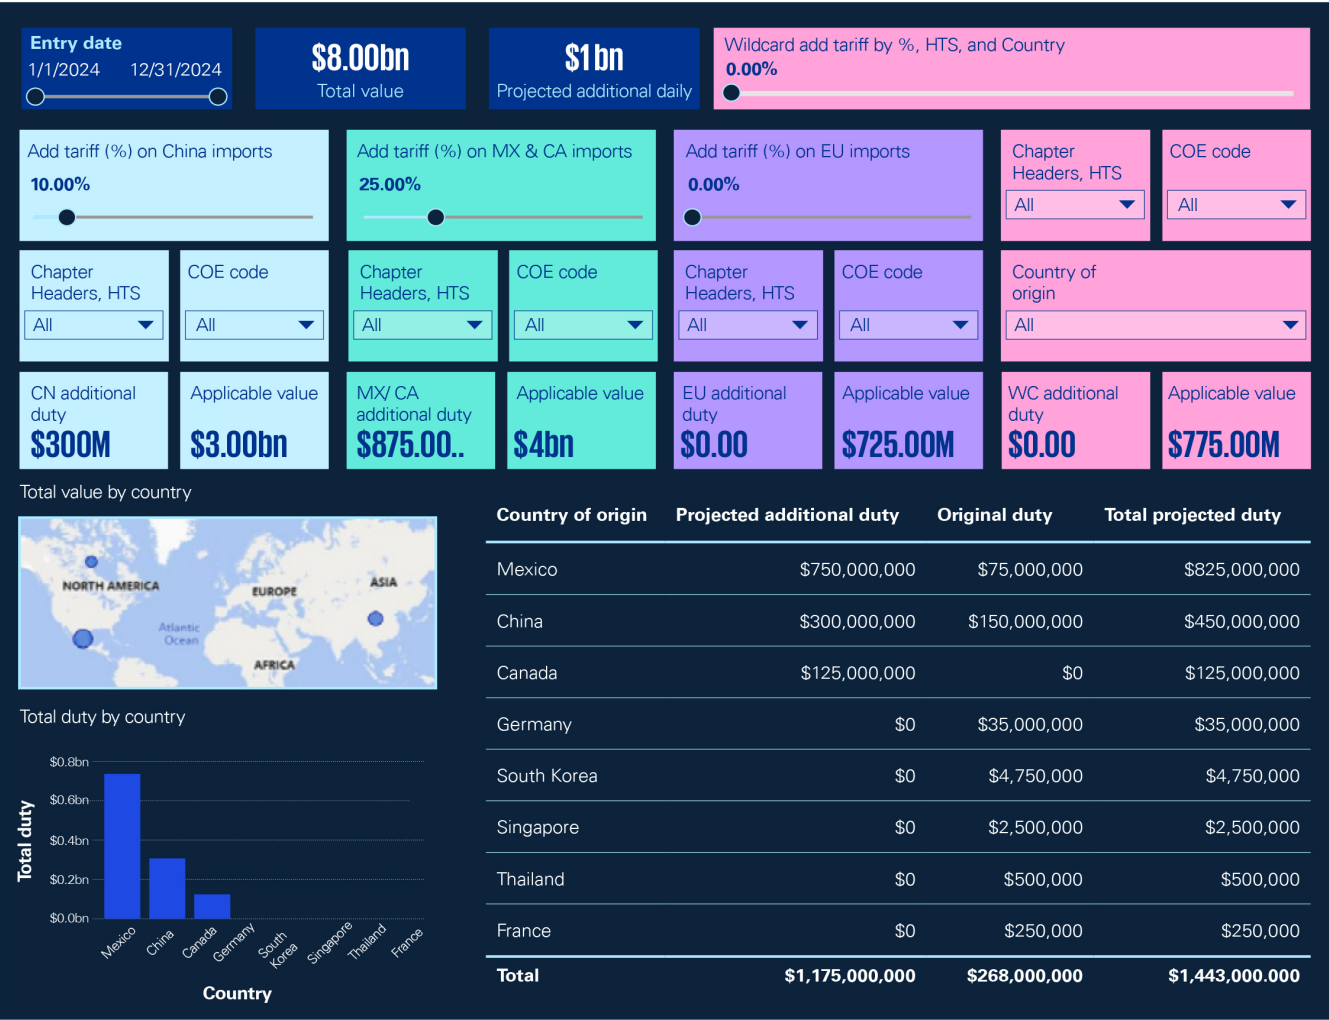 Entry date
1/1/2024 12/31/2024
$8.00bn
Total value
$1bn
Projected additional daily
Wildcard add tariff by %, HTS, and Country
0.00%
Add tariff (%) on China imports
10.00%
Add tariff (%) on MX & CA imports
25.00%
Add tariff (%) on EU imports
0.00%
Chapter
Headers, HTS
All
COE code
All
Chapter
Headers, HTS
All
COE code
All
Chapter
Headers, HTS
All
COE code
All
Chapter
Headers, HTS
All
COE code
All
Country of
origin
All
CN additional
duty
$300M
Applicable value
$3.00bn
MX/ CA
additional duty
$875.00..
Applicable value
$4bn
EU additional
duty
$0.00
Applicable value
$725.00M
WC additional
duty
$0.00
Applicable value
$775.00M
Total value by country
NORTH AMERICA
EUROPE
ASIA
Atlantic
Ocean
AFRICA
Total duty by country
Total duty
$0.8bn
$0.6bn
$0.4bn
$0.2bn
$0.0bn
Mexico
China
Canada
Germany
South
Korea
Singapore
Thailand
France
Country
Country of origin Projected additional duty Original duty Total projected duty
Mexico $750,000,000 $75,000,000 $825,000,000
China $300,000,000 $150,000,000 $450,000,000
Canada $125,000,000 $0 $125,000,000
Germany $0 $35,000,000 $35,000,000
South Korea $0 $4,750,000 $4,750,000
Singapore $0 $2,500,000 $2,500,000
Thailand $0 $500,000 $500,000
France $0 $250,000 $250,000
Total $1,175,000,000 $268,000,000 $1,443,000.000